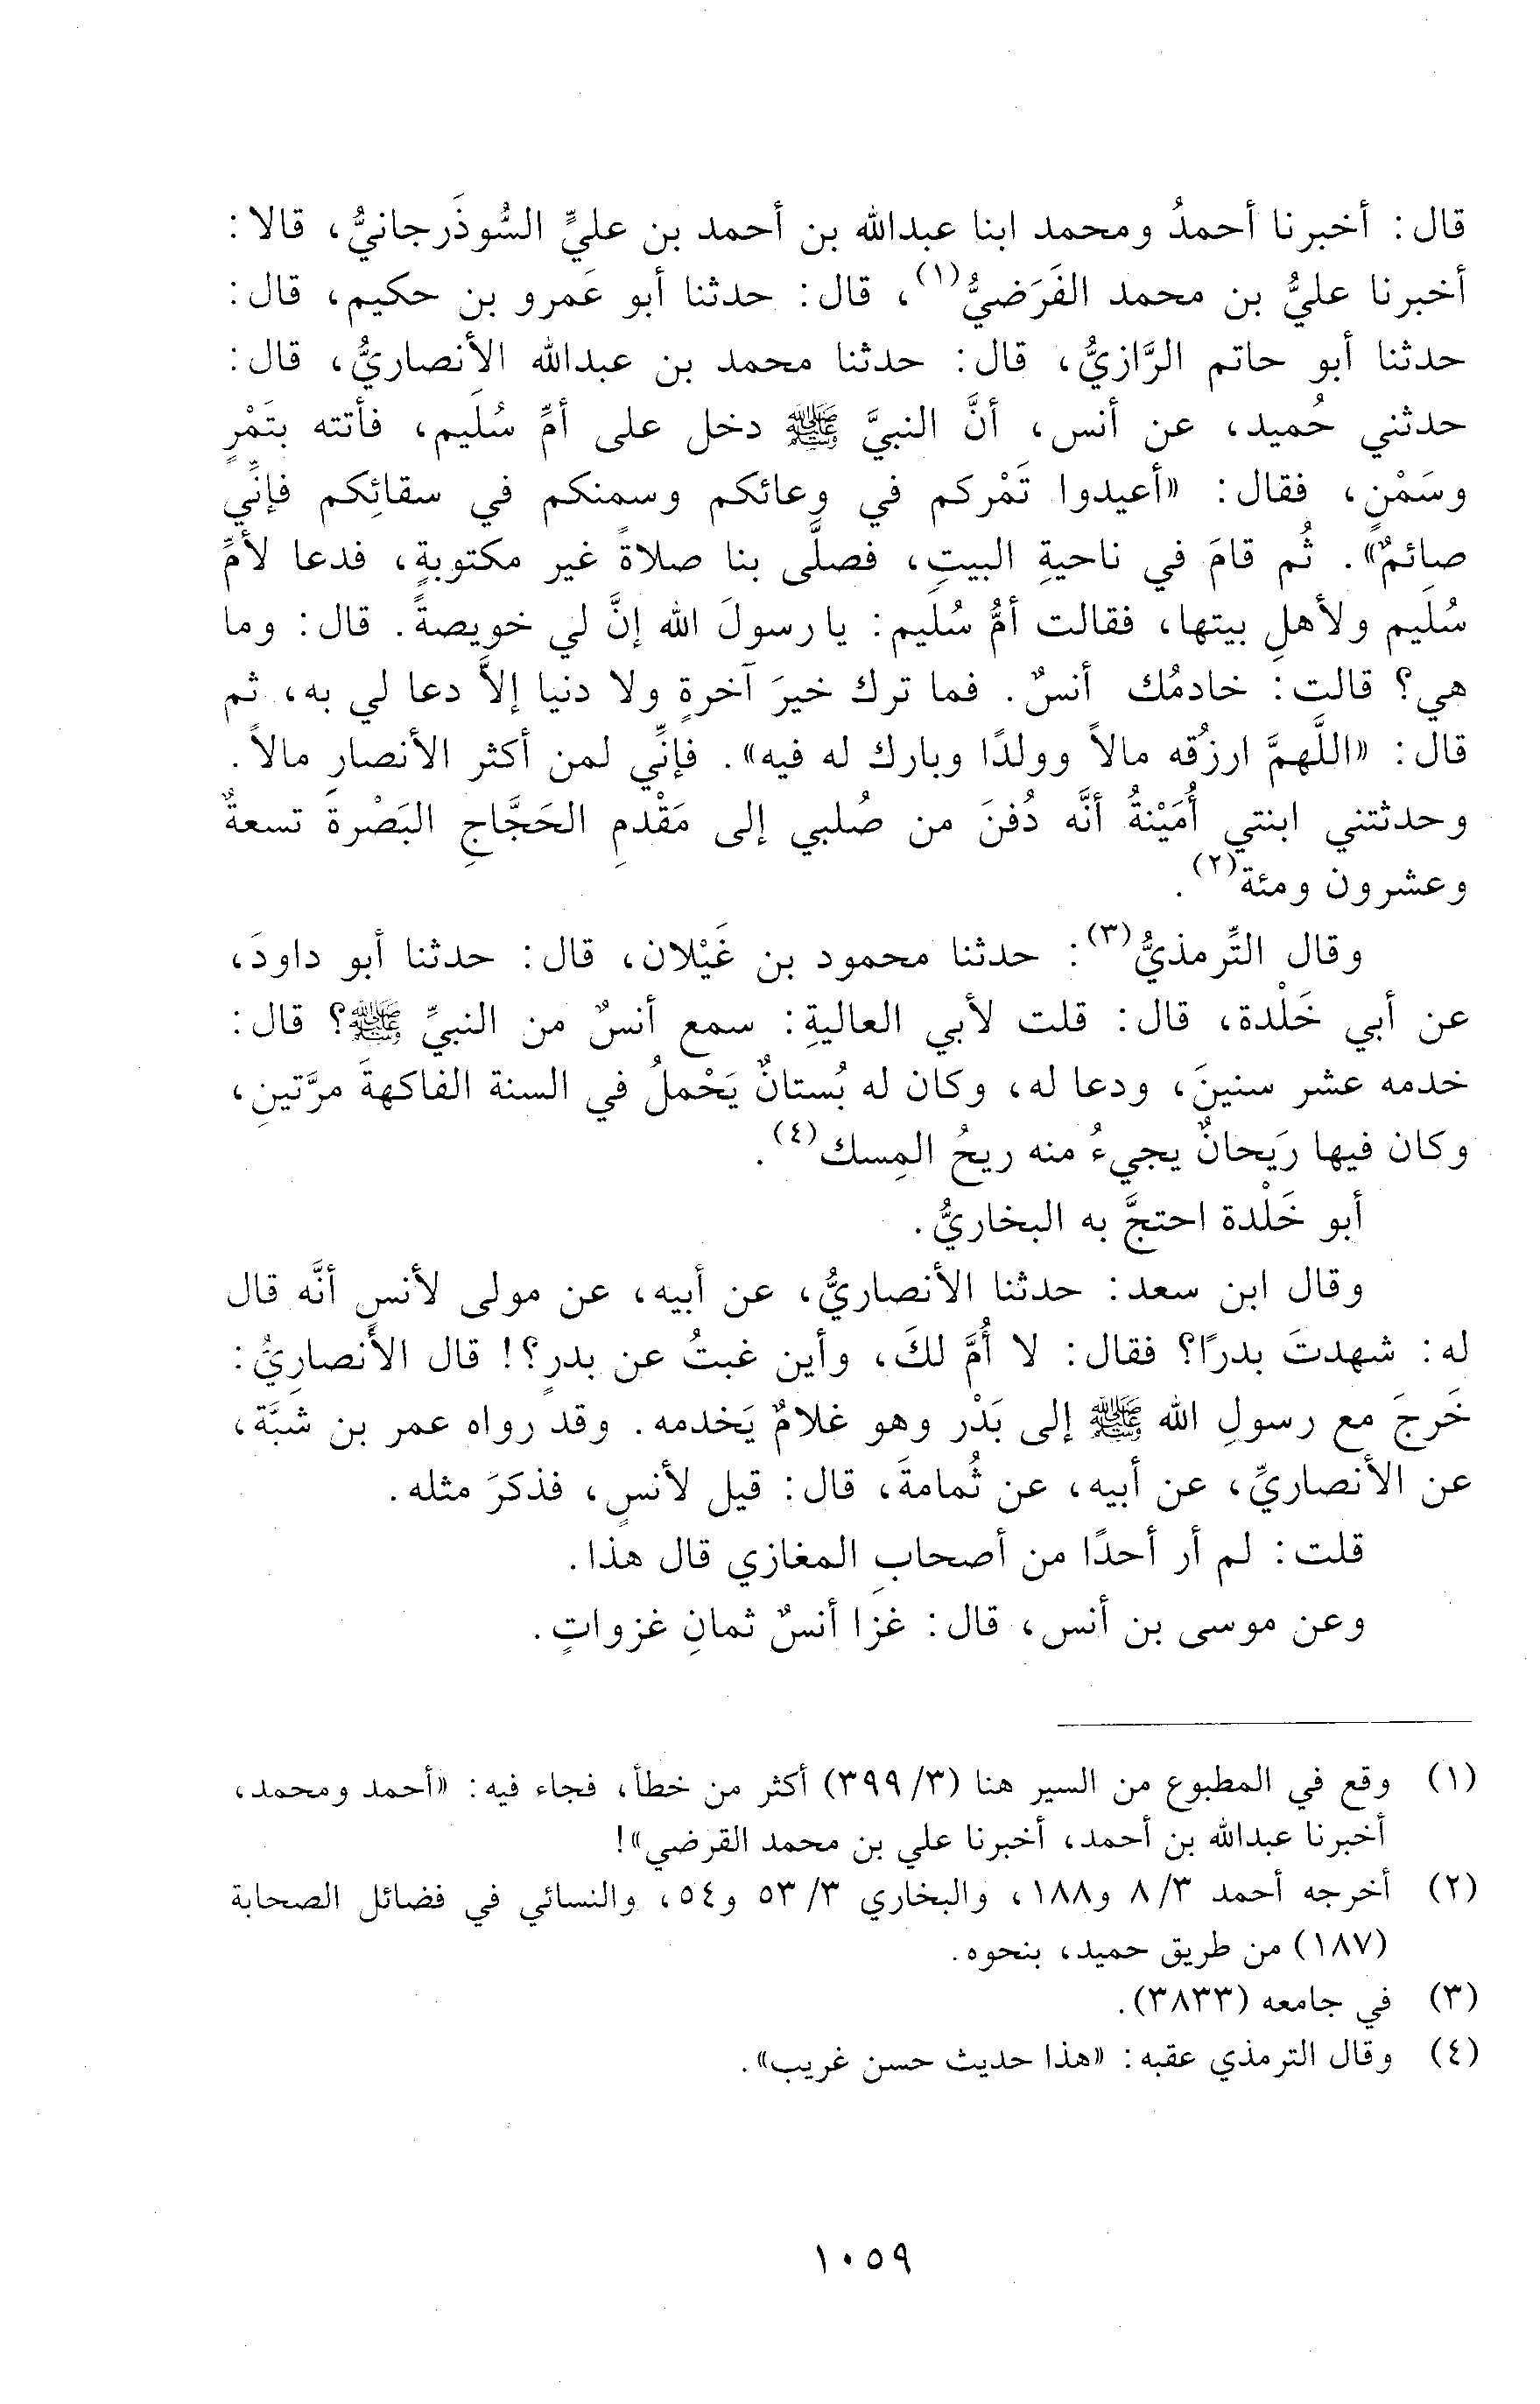 قال: أخبرنا أحمدُ ومحمد ابنا عبدالله بن أحمد بن عليٍّ السُّوذَرجانيُّ، قالا:
أخبرنا عليُّ بن محمد الفَرَضيُّ(١)، قال: حدثنا أبو عَمرو بن حكيم، قال:
حدثنا أبو حاتم الرَّازيُّ، قال: حدثنا محمد بن عبدالله الأنصاريُّ، قال:
حدثني حُميد، عن أنس، أنَّ النبيَّ ﷺ دخل على أمِّ سُلَيم، فأتته بتَمْرٍ
وسَمْنٍ، فقال: «أعيدوا تَمْركم في وعائكم وسمنكم في سقائِكم فإنِّي
صائمٌ». ثُم قامَ في ناحيةِ البيتِ، فصلَّى بنا صلاةً غير مكتوبةٍ، فدعا لأمِّ
سُلَيم ولأهلِ بيتها، فقالت أمُّ سُلَيم: يا رسولَ الله إنَّ لي خويصةً. قال: وما
هي؟ قالت: خادمُك أنسٌ. فما ترك خيرَ آخرةٍ ولا دنيا إلاَّ دعا لي به، ثم
قال: «اللَّهمَّ ارزُقه مالاً وولدًا وبارك له فيه». فإنِّي لمن أكثر الأنصارِ مالاً.
وحدثتني ابنتي أُمَيْنةُ أنَّه دُفنَ من صُلبي إلى مَقْدمِ الحَجَّاجِ البَصْرة تسعةٌ
وعشرون ومئة(٢).
وقال التِّرمذيُّ(٣): حدثنا محمود بن غَيْلان، قال: حدثنا أبو داودَ،
عن أبي خَلْدة، قال: قلت لأبي العاليةِ: سمع أنسٌ من النبيِّ ﷺ؟ قال:
خدمه عشر سنينَ، ودعا له، وكان له بُستانٌ يَحْملُ في السنة الفاكهةَ مرَّتينِ،
وكان فيها رَيحانٌ يجيءُ منه ريحُ المِسك(٤).
أبو خَلْدة احتجَّ به البخاريُّ.
وقال ابن سعد: حدثنا الأنصاريُّ، عن أبيه، عن مولى لأنسٍ أنَّه قال
له: شهدتَ بدرًا؟ فقال: لا أُمَّ لكَ، وأين غبتُ عن بدرٍ؟! قال الأنصارِيُّ:
خَرجَ مع رسولِ الله ﷺ إلى بَدْر وهو غلامٌ يَخدمه. وقد رواه عمر بن شبَّة،
عن الأنصاريِّ، عن أبيه، عن ثُمامةَ، قال: قيل لأنسٍ، فذكرَ مثله.
قلت: لم أر أحدًا من أصحابِ المغازي قال هذا.
وعن موسى بن أنس، قال: غَزا أنسٌ ثمانِ غزواتٍ.
(١) وقع في المطبوع من السير هنا (٣/ ٣٩٩) أكثر من خطأ، فجاء فيه: «أحمد ومحمد،
أخبرنا عبدالله بن أحمد، أخبرنا علي بن محمد القرضي»!
(٢) أخرجه أحمد ٣/ ٨ و١٨٨، والبخاري ٣/ ٥٣ و٥٤، والنسائي في فضائل الصحابة
(١٨٧) من طريق حميد، بنحوه.
(٣) في جامعه (٣٨٣٣).
(٤) وقال الترمذي عقبه: «هذا حديث حسن غريب».
١٠٥٩